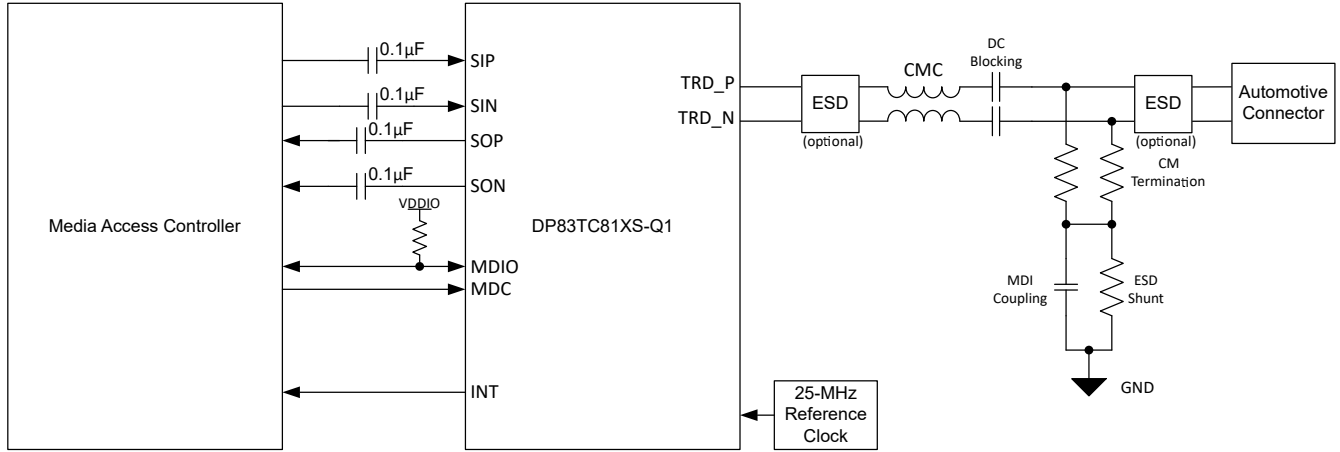 Media Access Controller
0.1µF
SIP
0.1µF
SIN
0.1µF
SOP
0.1µF
SON
VDDIO
MDIO
MDC
INT
DP83TC81XS-Q1
TRD_P
TRD_N
ESD
(optional)
CMC
DC
Blocking
ESD
(optional)
Automotive
Connector
CM
Termination
MDI
Coupling
ESD
Shunt
GND
25-MHz
Reference
Clock